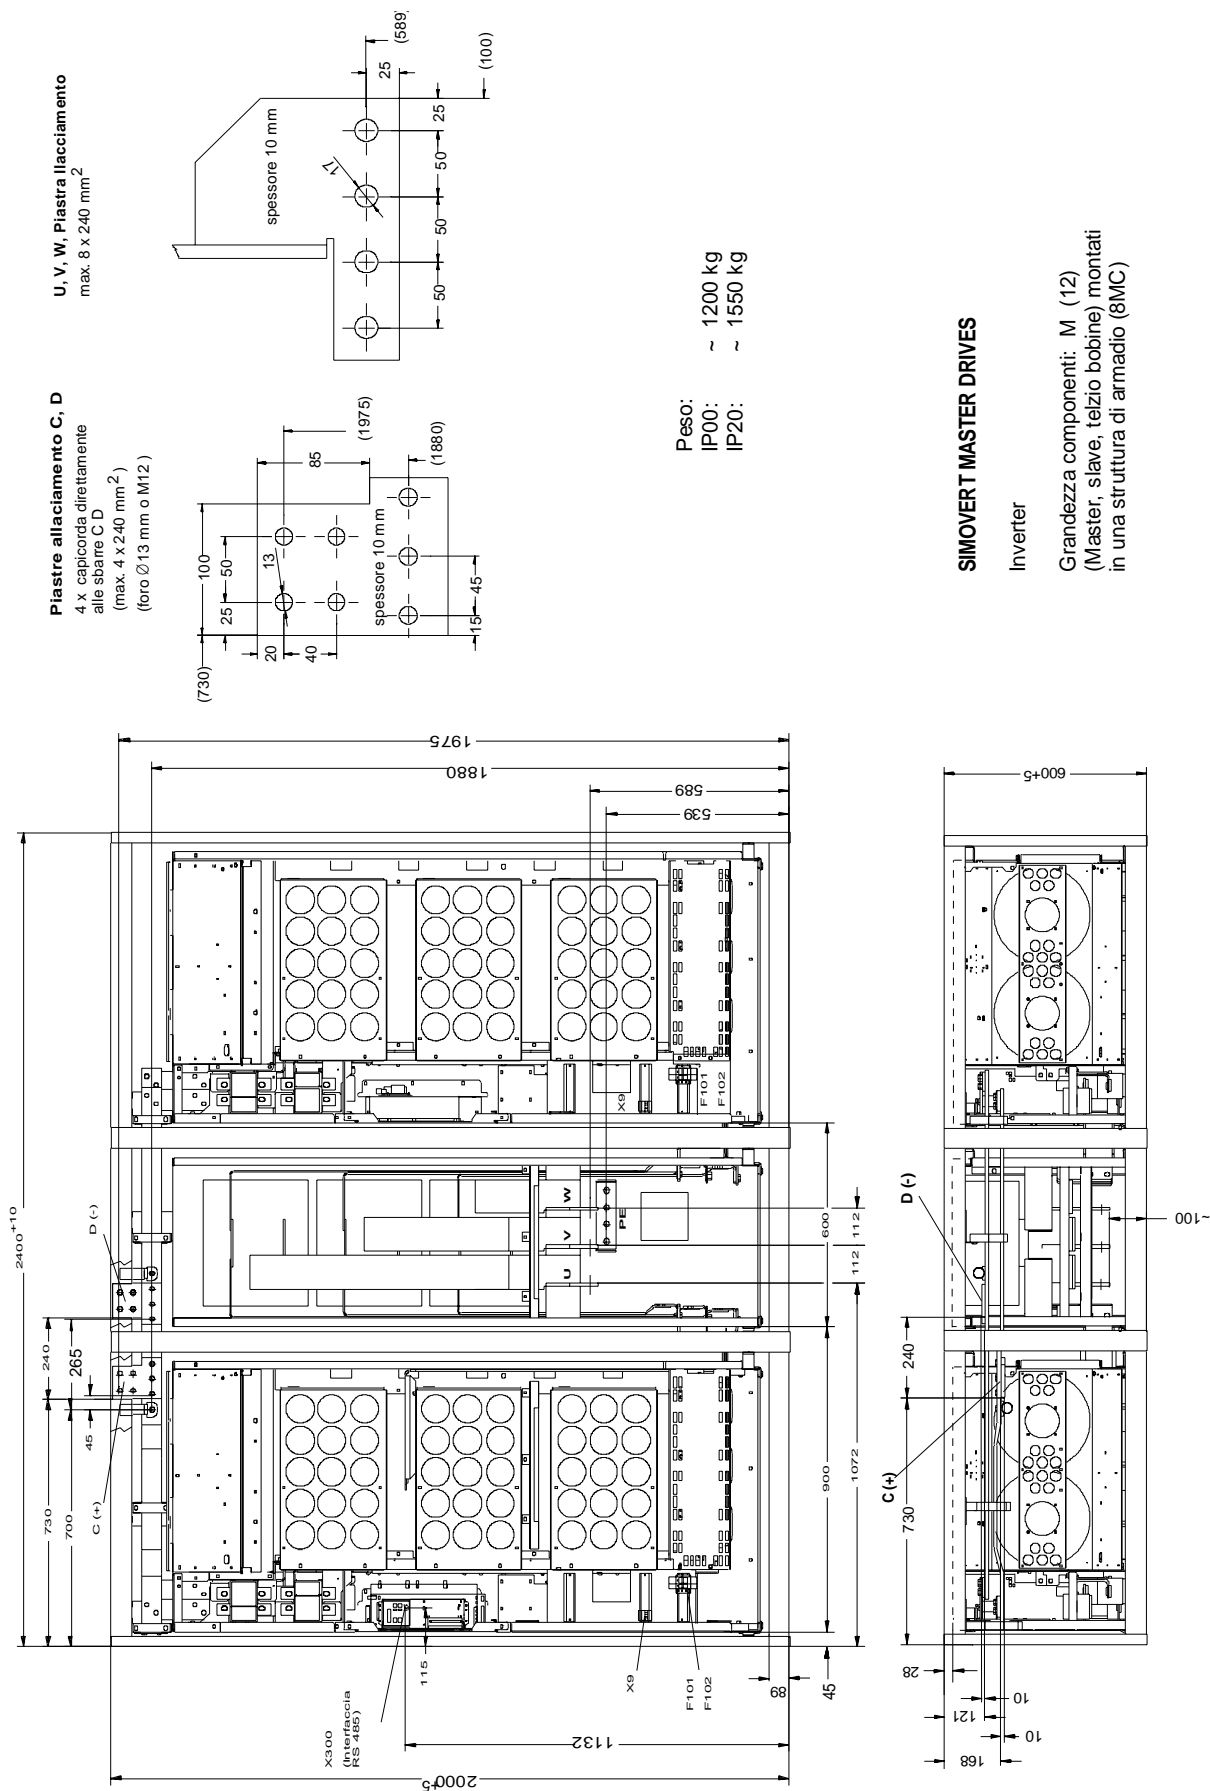 U, V, W, Piastra llacciamento
max. 8 x 240 mm²
spessore 10 mm
17
(589)
25
(100)
25
50
50
50
Piastre allaciamento C, D
4 x capicorda direttamente
alle sbarre C D
(max. 4 x 240 mm²)
(foro Ø13 mm o M12 )
(1975)
85
(1880)
100
50
25
13
spessore 10 mm
45
15
20
40
(730)
Peso:
IP00: ~ 1200 kg
IP20: ~ 1550 kg
SIMOVERT MASTER DRIVES
Inverter
Grandezza componenti: M (12)
(Master, slave, telzio bobine) montati
in una struttura di armadio (8MC)
2400+10
1975
1880
589
539
D (-)
240
265
730
700
45
C (+)
X9
F101
F102
W
V
U
PE
600
112
112
900
1072
X300
(Interfaccia
RS 485)
115
X9
F101
F102
89
45
1132
2000+5
600+5
D (-)
~100
240
C (+)
730
28
10
121
10
168